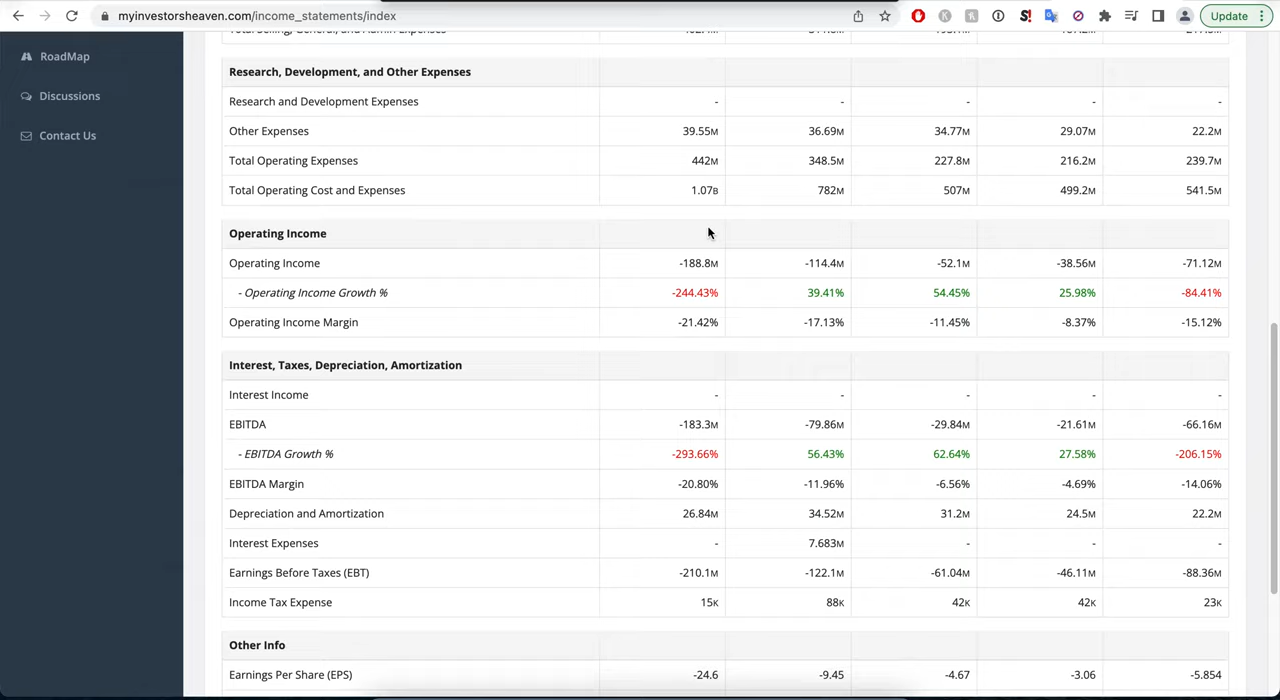 myinvestorsheaven.com/income_statements/index
Update
RoadMap
Discussions
Contact Us
Research, Development, and Other Expenses
Research and Development Expenses - - - - -
Other Expenses 39.55M 36.69M 34.77M 29.07M 22.2M
Total Operating Expenses 442M 348.5M 227.8M 216.2M 239.7M
Total Operating Cost and Expenses 1.07B 782M 507M 499.2M 541.5M
Operating Income
Operating Income -188.8M -114.4M -52.1M -38.56M -71.12M
- Operating Income Growth % -244.43% 39.41% 54.45% 25.98% -84.41%
Operating Income Margin -21.42% -17.13% -11.45% -8.37% -15.12%
Interest, Taxes, Depreciation, Amortization
Interest Income - - - - -
EBITDA -183.3M -79.86M -29.84M -21.61M -66.16M
- EBITDA Growth % -293.66% 56.43% 62.64% 27.58% -206.15%
EBITDA Margin -20.80% -11.96% -6.56% -4.69% -14.06%
Depreciation and Amortization 26.84M 34.52M 31.2M 24.5M 22.2M
Interest Expenses - 7.683M - - -
Earnings Before Taxes (EBT) -210.1M -122.1M -61.04M -46.11M -88.36M
Income Tax Expense 15K 88K 42K 42K 23K
Other Info
Earnings Per Share (EPS) -24.6 -9.45 -4.67 -3.06 -5.854